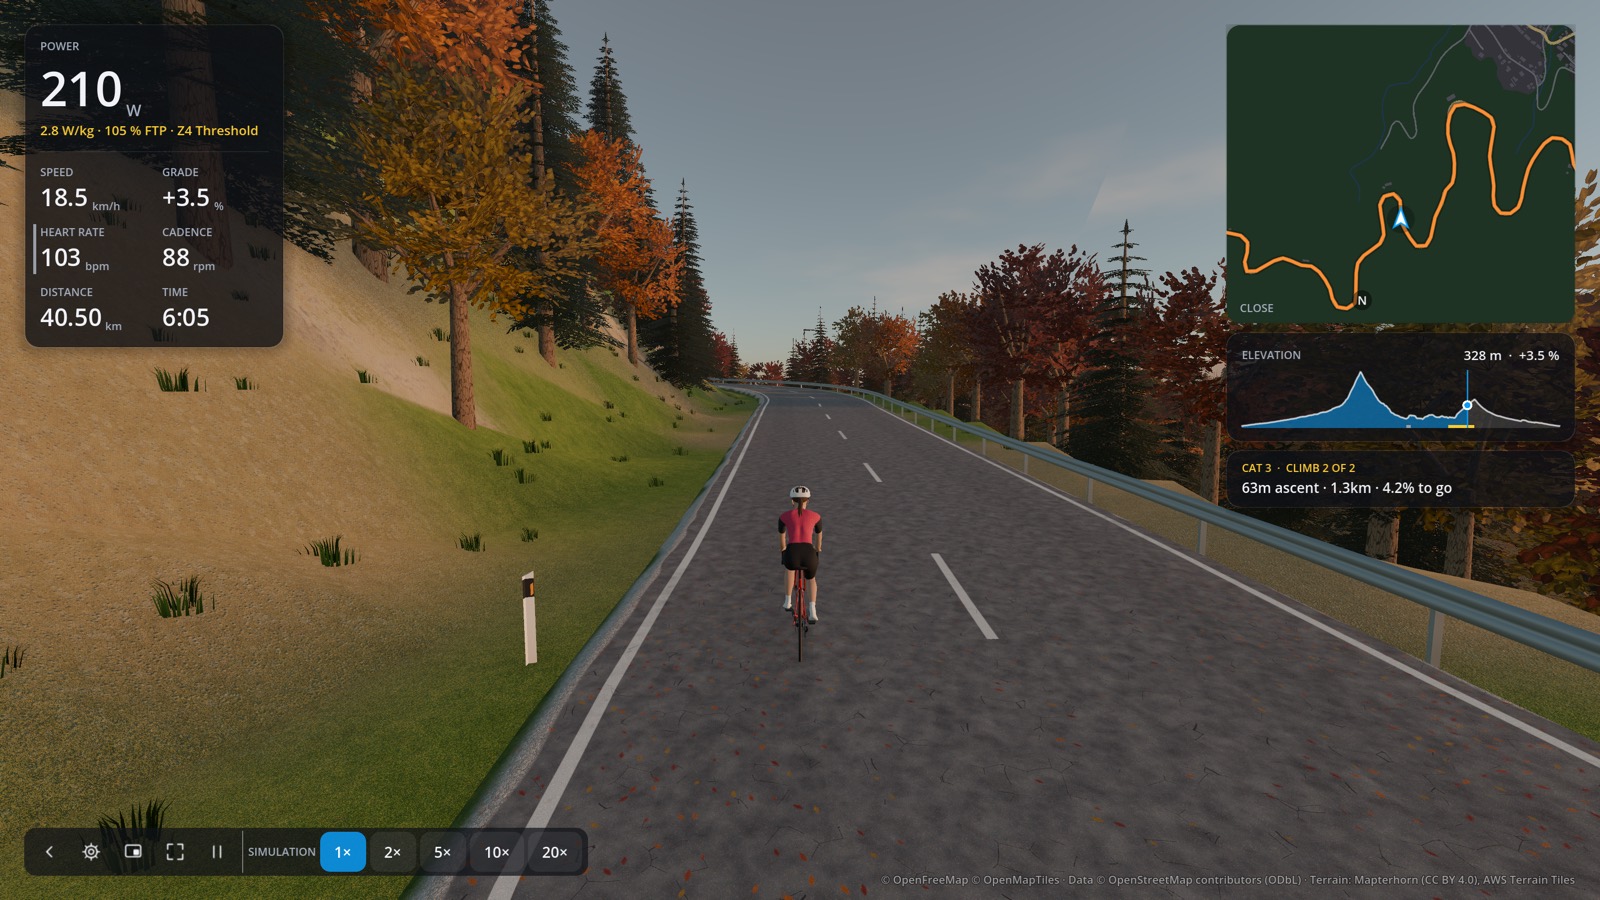 POWER
210 W
2.8 W/kg · 105 % FTP · Z4 Threshold
SPEED GRADE
18.5 km/h +3.5 %
HEART RATE CADENCE
103 bpm 88 rpm
DISTANCE TIME
40.50 km 6:05
N
CLOSE
ELEVATION 328 m · +3.5 %
CAT 3 · CLIMB 2 OF 2
63m ascent · 1.3km · 4.2% to go
SIMULATION 1× 2× 5× 10× 20×
© OpenFreeMap © OpenMapTiles · Data © OpenStreetMap contributors (ODbL) · Terrain: Mapterhorn (CC BY 4.0), AWS Terrain Tiles